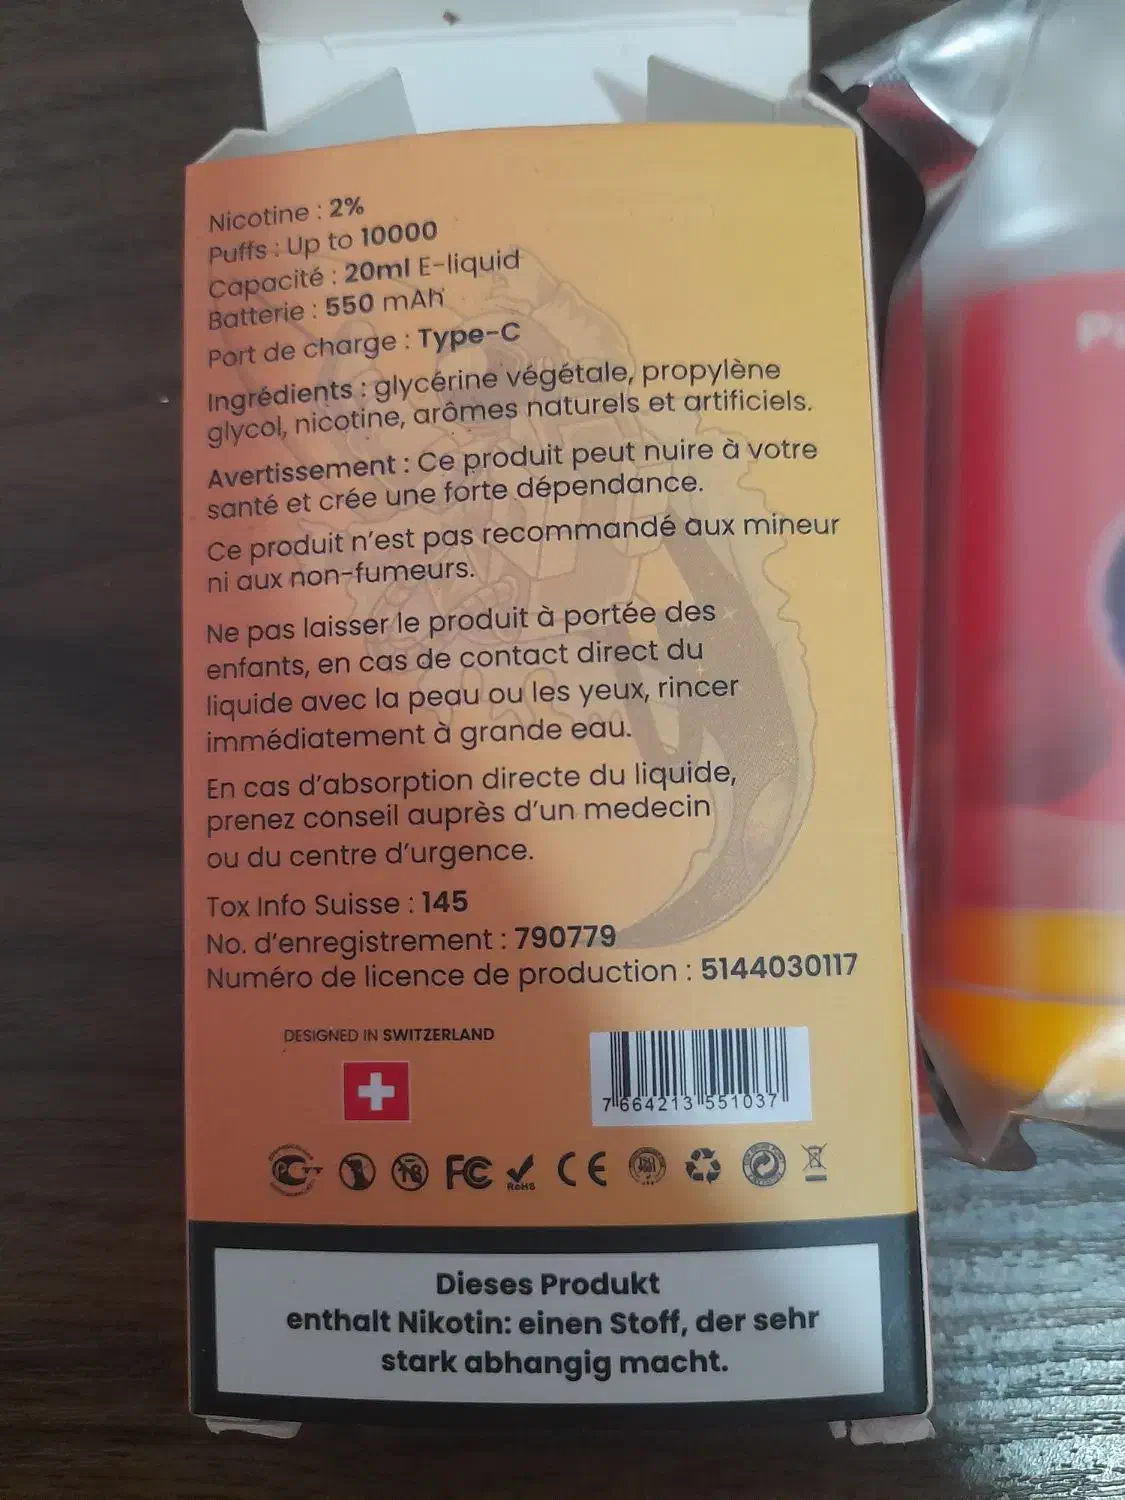 Nicotine : 2%
Puffs : Up to 10000
Capacité : 20ml E-liquid
Batterie : 550 mAh
Port de charge : Type-C
Ingrédients : glycérine végétale, propylène
glycol, nicotine, arômes naturels et artificiels.
Avertissement : Ce produit peut nuire à votre
santé et crée une forte dépendance.
Ce produit n'est pas recommandé aux mineur
ni aux non-fumeurs.
Ne pas laisser le produit à portée des
enfants, en cas de contact direct du
liquide avec la peau ou les yeux, rincer
immédiatement à grande eau.
En cas d'absorption directe du liquide,
prenez conseil auprès d'un medecin
ou du centre d'urgence.
Tox Info Suisse : 145
No. d'enregistrement : 790779
Numéro de licence de production : 5144030117
DESIGNED IN SWITZERLAND
7 664213 551037
FC RoHS CE
Dieses Produkt
enthalt Nikotin: einen Stoff, der sehr
stark abhangig macht.